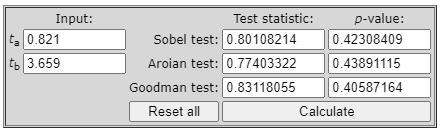 Input: Test statistic: p-value:
ta 0.821 Sobel test: 0.80108214 0.42308409
tb 3.659 Aroian test: 0.77403322 0.43891115
Goodman test: 0.83118055 0.40587164
Reset all Calculate